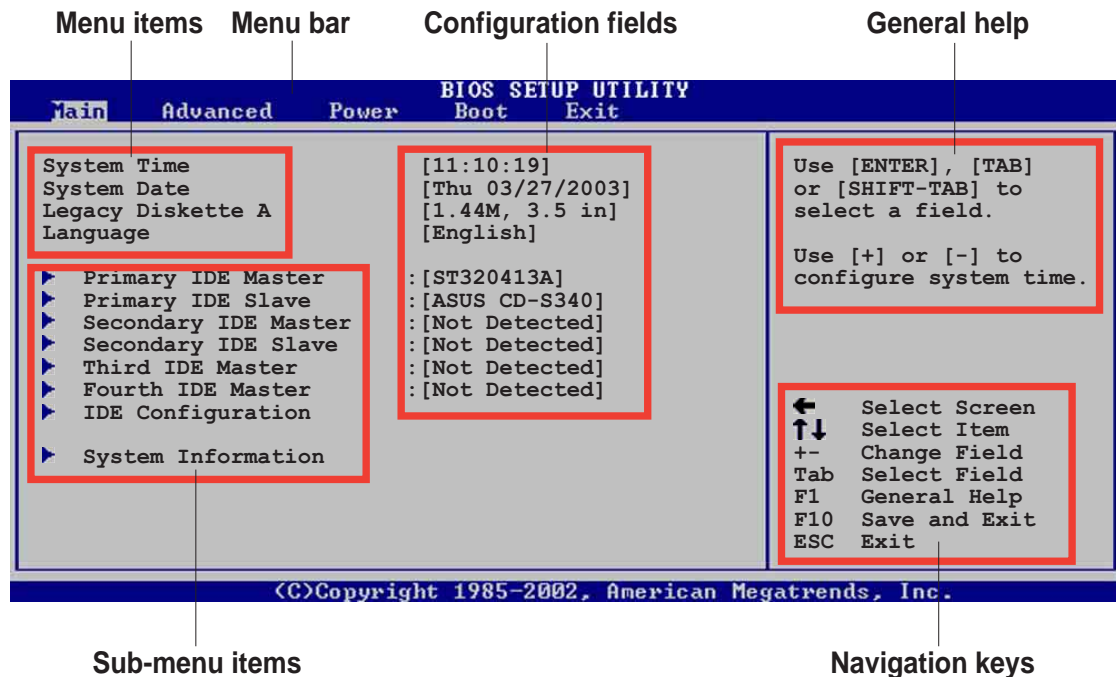 Menu items Menu bar Configuration fields General help
BIOS SETUP UTILITY
Main Advanced Power Boot Exit
System Time [11:10:19]
System Date [Thu 03/27/2003]
Legacy Diskette A [1.44M, 3.5 in]
Language [English]
Primary IDE Master :[ST320413A]
Primary IDE Slave :[ASUS CD-S340]
Secondary IDE Master :[Not Detected]
Secondary IDE Slave :[Not Detected]
Third IDE Master :[Not Detected]
Fourth IDE Master :[Not Detected]
IDE Configuration
System Information
Use [ENTER], [TAB]
or [SHIFT-TAB] to
select a field.
Use [+] or [-] to
configure system time.
← Select Screen
↑↓ Select Item
+- Change Field
Tab Select Field
F1 General Help
F10 Save and Exit
ESC Exit
(C)Copyright 1985-2002, American Megatrends, Inc.
Sub-menu items Navigation keys